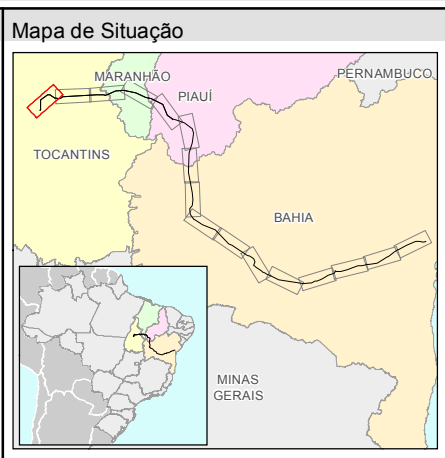 Mapa de Situação
MARANHÃO
PERNAMBUCO
PIAUÍ
TOCANTINS
BAHIA
MINAS
GERAIS